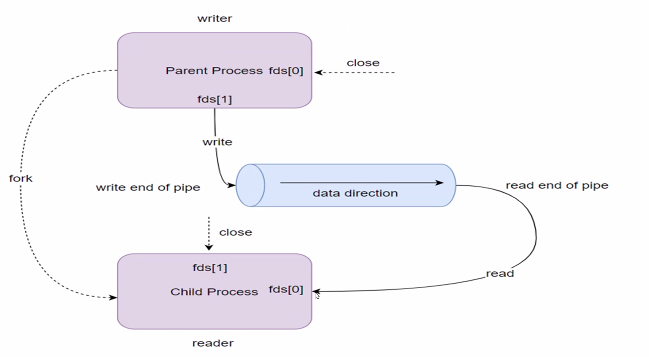 writer
Parent Process fds[0]
close
fds[1]
write
fork
write end of pipe
data direction
read end of pipe
close
fds[1]
Child Process fds[0]
read
reader